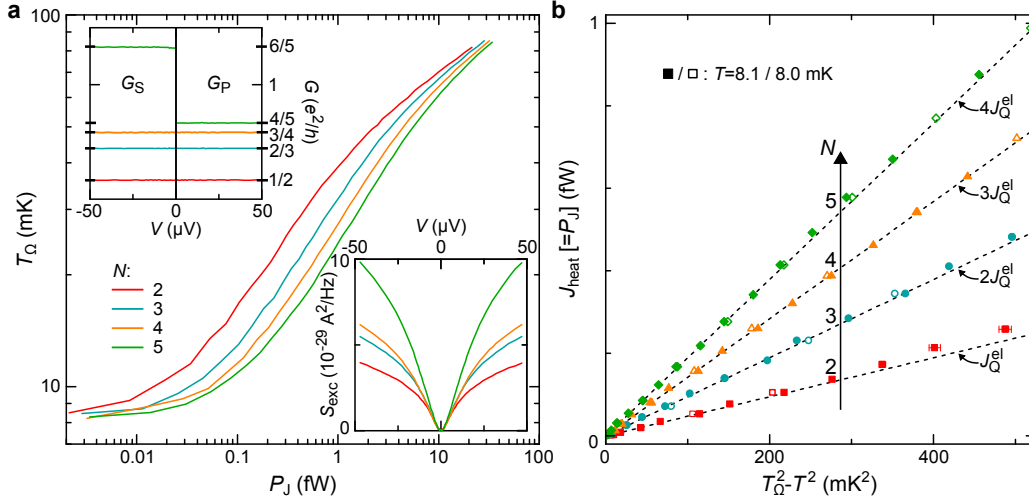 a
100
10
T_Ω (mK)
0.01
0.1
1
10
100
P_J (fW)
G_S
G_P
6/5
1
4/5
3/4
2/3
1/2
G (e²/h)
-50
0
50
V (µV)
N:
2
3
4
5
V (µV)
-50
0
50
10
0
S_exc (10⁻²⁹ A²/Hz)
b
1
0
J_heat [=P_J] (fW)
■ / □ : T=8.1 / 8.0 mK
N
5
4
3
2
4J_Q^el
3J_Q^el
2J_Q^el
J_Q^el
0
200
400
T_Ω²-T² (mK²)